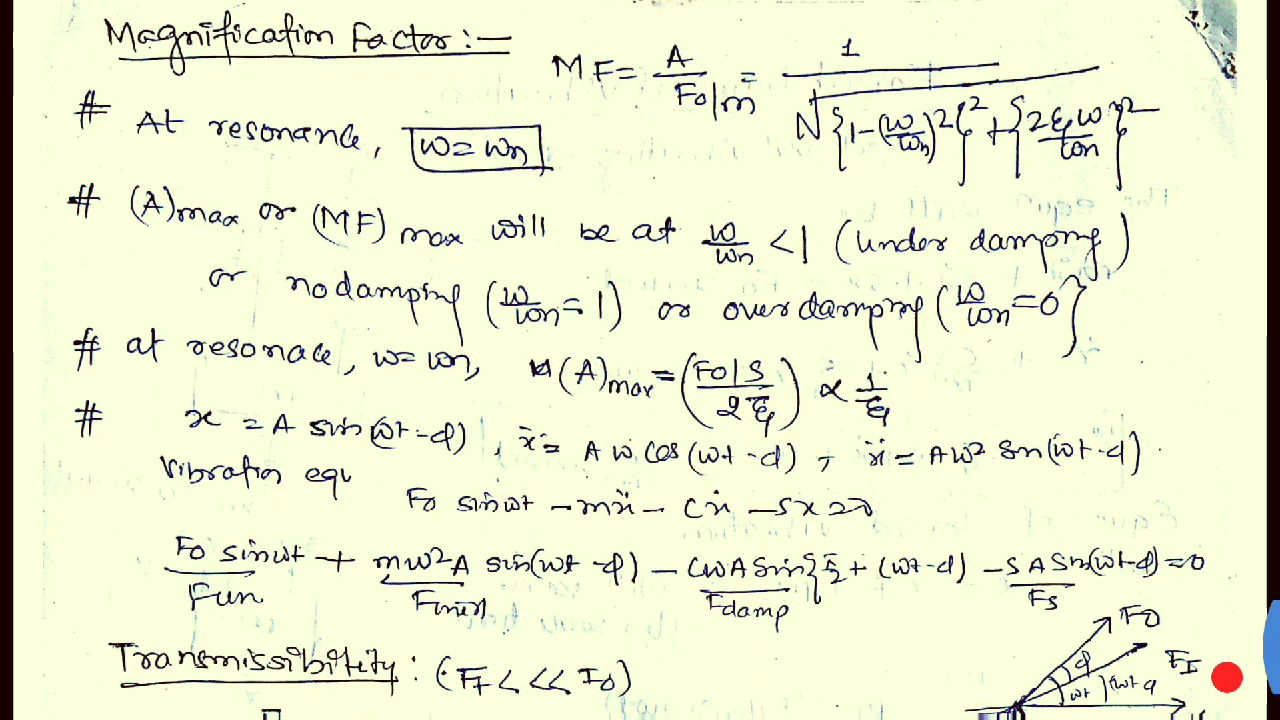 Magnification Factor :-
MF = A / Fo/m = 1 / √{1-(ω/ωn)²}² + {2ξω/ωn}²
# At resonance, ω = ωn
# (A)max or (MF) max will be at ω/ωn <1 (under damping)
or no damping (ω/ωn = 1) or over damping (ω/ωn = 0}
# at resonace, ω = ωn, (A)max = (Fo/s / 2ξ) ∝ 1/ξ
# x = A sin (ωt - φ), ẋ = A ω cos (ωt - φ), ẍ = Aω² Sin (ωt - φ).
Vibration equ
Fo sinωt - mẍ - cẋ - sx = 0
Fo sinωt + mω²A sin(ωt - φ) - cωA Sin{π/2 + (ωt - φ) - S A Sin(ωt - φ) = 0
Fun Finer Fdamp Fs
Transmissibility : (FT < << Fo)
Fo
φ FI
ωt ωt φ